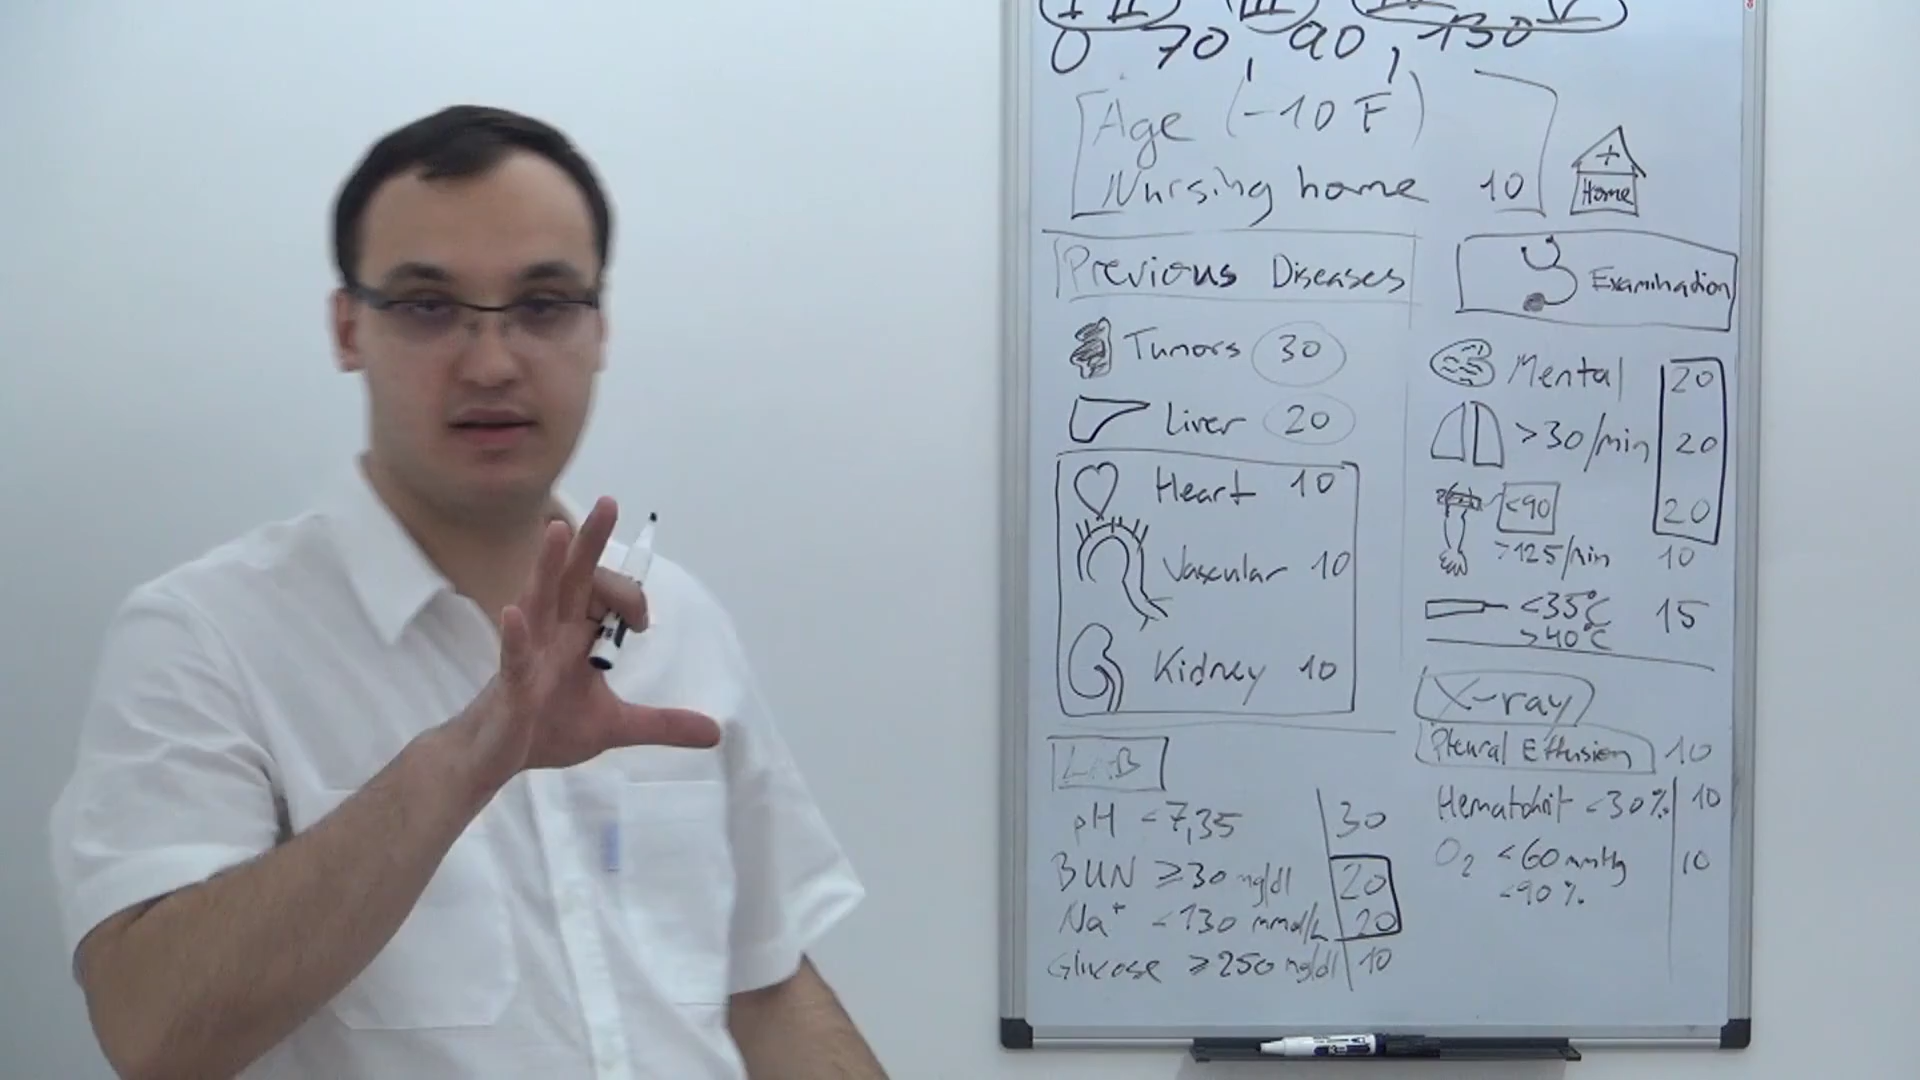 I II III V
0 70, 90, 130
Age (-10 F)
Nursing home 10
Home
Previous Diseases
Tumors 30
Liver 20
Heart 10
Vascular 10
Kidney 10
Examination
Mental 20
>30/min 20
<90 20
>125/min 10
<35°C 15
>40°C
X-ray
Pleural Effusion 10
Hematokrit <30% 10
O2 <60 mmHg 10
<90%
LAB
pH <7,35 30
BUN ≥30 mg/dl 20
Na+ <130 mmol/L 20
Glucose ≥250 mg/dl 10